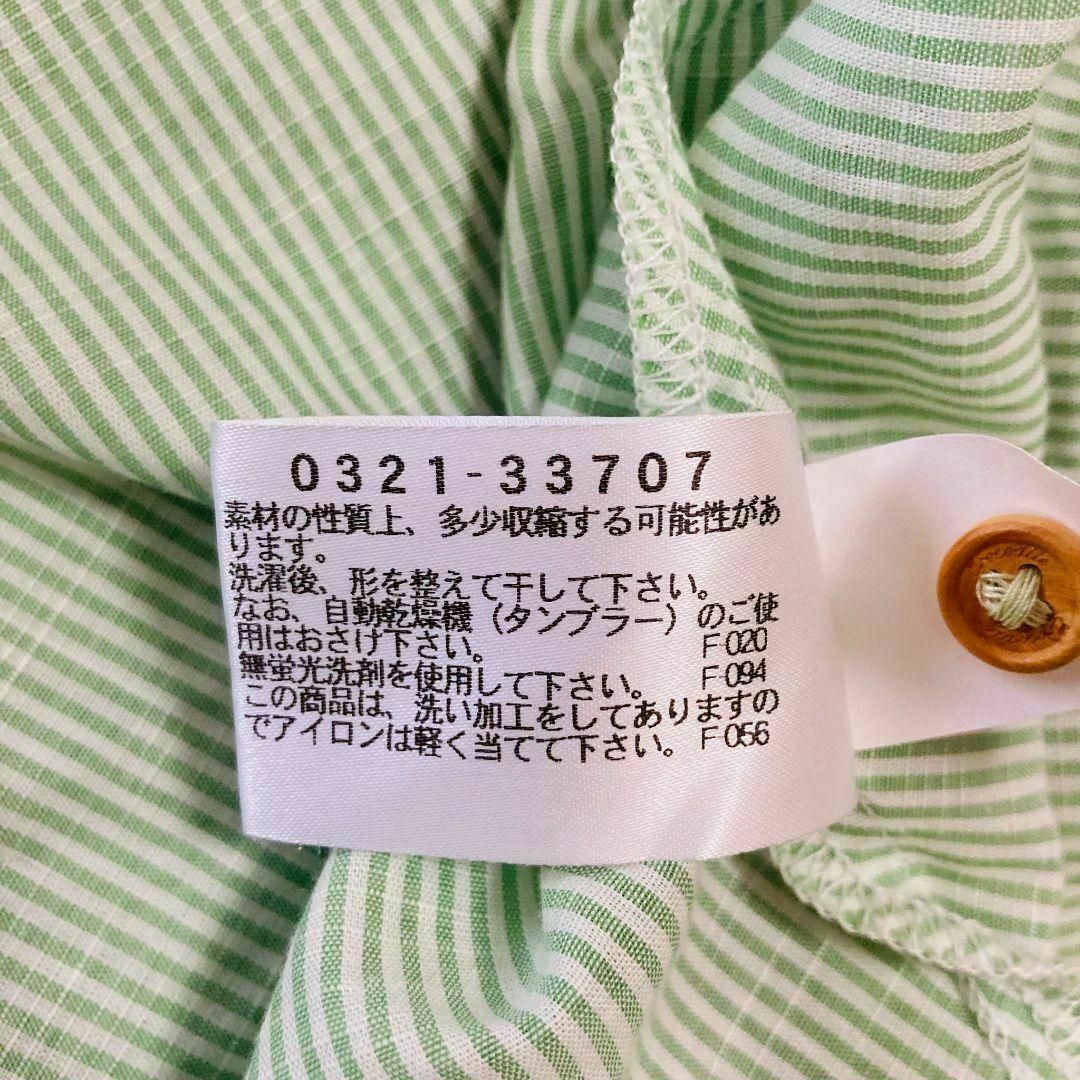 0321-33707
素材の性質上、多少収縮する可能性があ
ります。
洗濯後、形を整えて干して下さい。
なお、自動乾燥機（タンブラー）のご使
用はおさけ下さい。 F020
無蛍光洗剤を使用して下さい。 F094
この商品は、洗い加工をしてありますの
でアイロンは軽く当てて下さい。F056